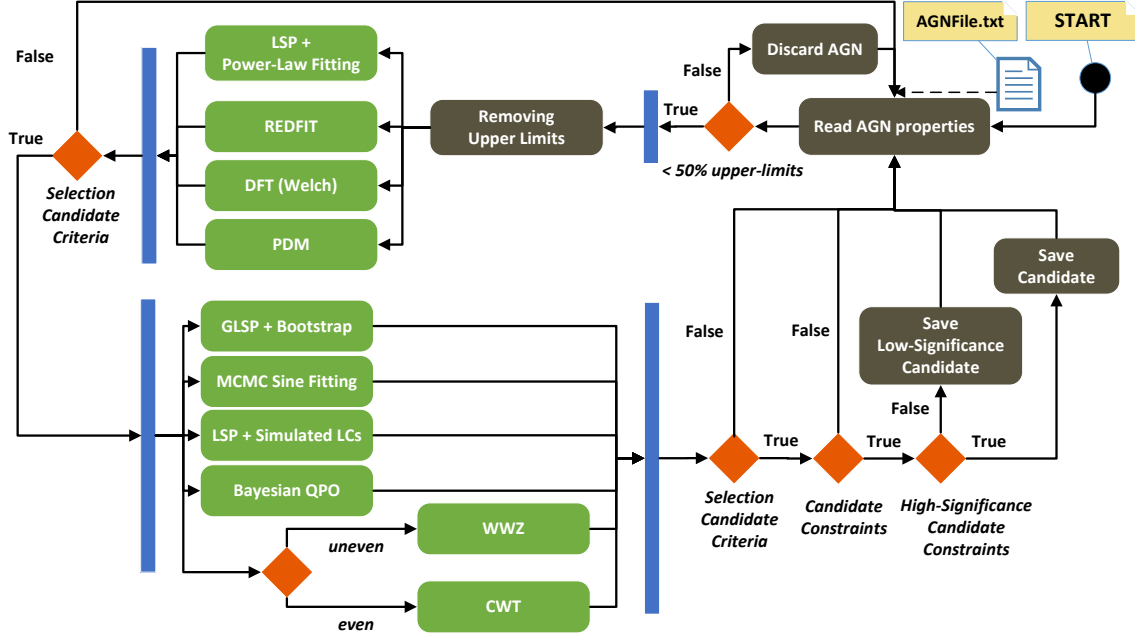 AGNFile.txt
START
False
LSP +
Power-Law Fitting
Discard AGN
False
True
REDFIT
Removing
Upper Limits
True
Read AGN properties
< 50% upper-limits
DFT (Welch)
Selection
Candidate
Criteria
PDM
Save
Candidate
GLSP + Bootstrap
False
False
Save
Low-Significance
Candidate
MCMC Sine Fitting
False
LSP + Simulated LCs
True
True
True
Bayesian QPO
Selection
Candidate
Criteria
Candidate
Constraints
High-Significance
Candidate
Constraints
uneven
WWZ
even
CWT